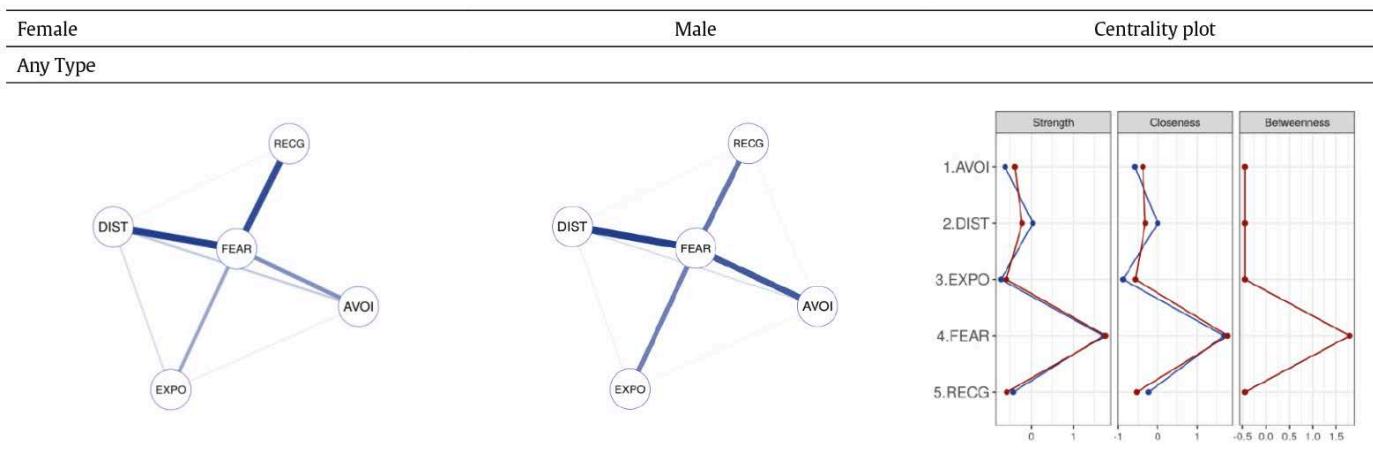 Female Male Centrality plot
Any Type
RECG
DIST
FEAR
AVOI
EXPO
RECG
DIST
FEAR
AVOI
EXPO
Strength Closeness Betweenness
1.AVOI
2.DIST
3.EXPO
4.FEAR
5.RECG
0 1 -1 0 1 -0.5 0.0 0.5 1.0 1.5